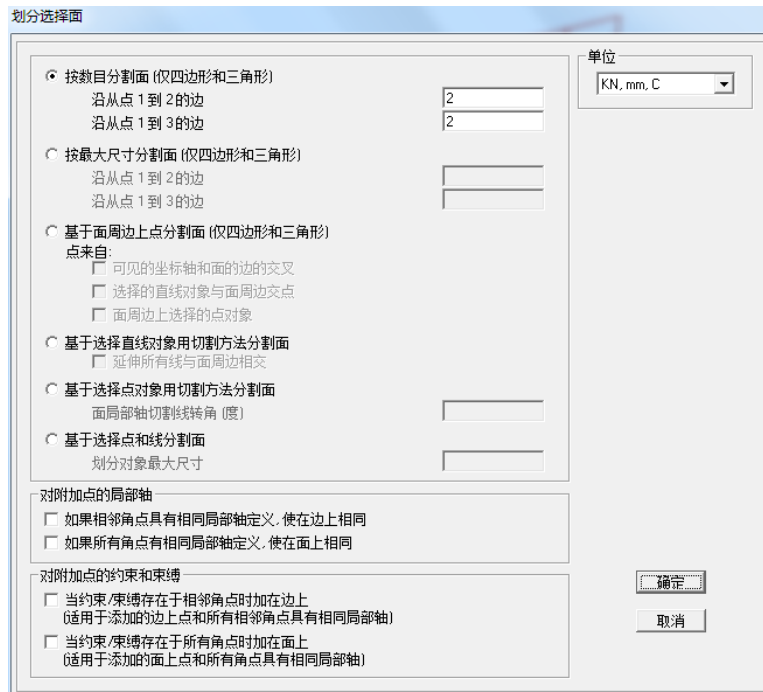 划分选择面
按数目分割面 (仅四边形和三角形)
沿从点 1 到 2 的边
2
沿从点 1 到 3 的边
2
按最大尺寸分割面 (仅四边形和三角形)
沿从点 1 到 2 的边
沿从点 1 到 3 的边
基于面周边上点分割面 (仅四边形和三角形)
点来自:
可见的坐标轴和面的边的交叉
选择的直线对象与面周边交点
面周边上选择的点对象
基于选择直线对象用切割方法分割面
延伸所有线与面周边相交
基于选择点对象用切割方法分割面
面局部轴切割线转角 (度)
基于选择点和线分割面
划分对象最大尺寸
单位
KN, mm, C
对附加点的局部轴
如果相邻角点具有相同局部轴定义, 使在边上相同
如果所有角点有相同局部轴定义, 使在面上相同
对附加点的约束和束缚
当约束/束缚存在于相邻角点时加在边上
(适用于添加的边上点和所有相邻角点具有相同局部轴)
当约束/束缚存在于所有角点时加在面上
(适用于添加的面上点和所有角点具有相同局部轴)
确定
取消